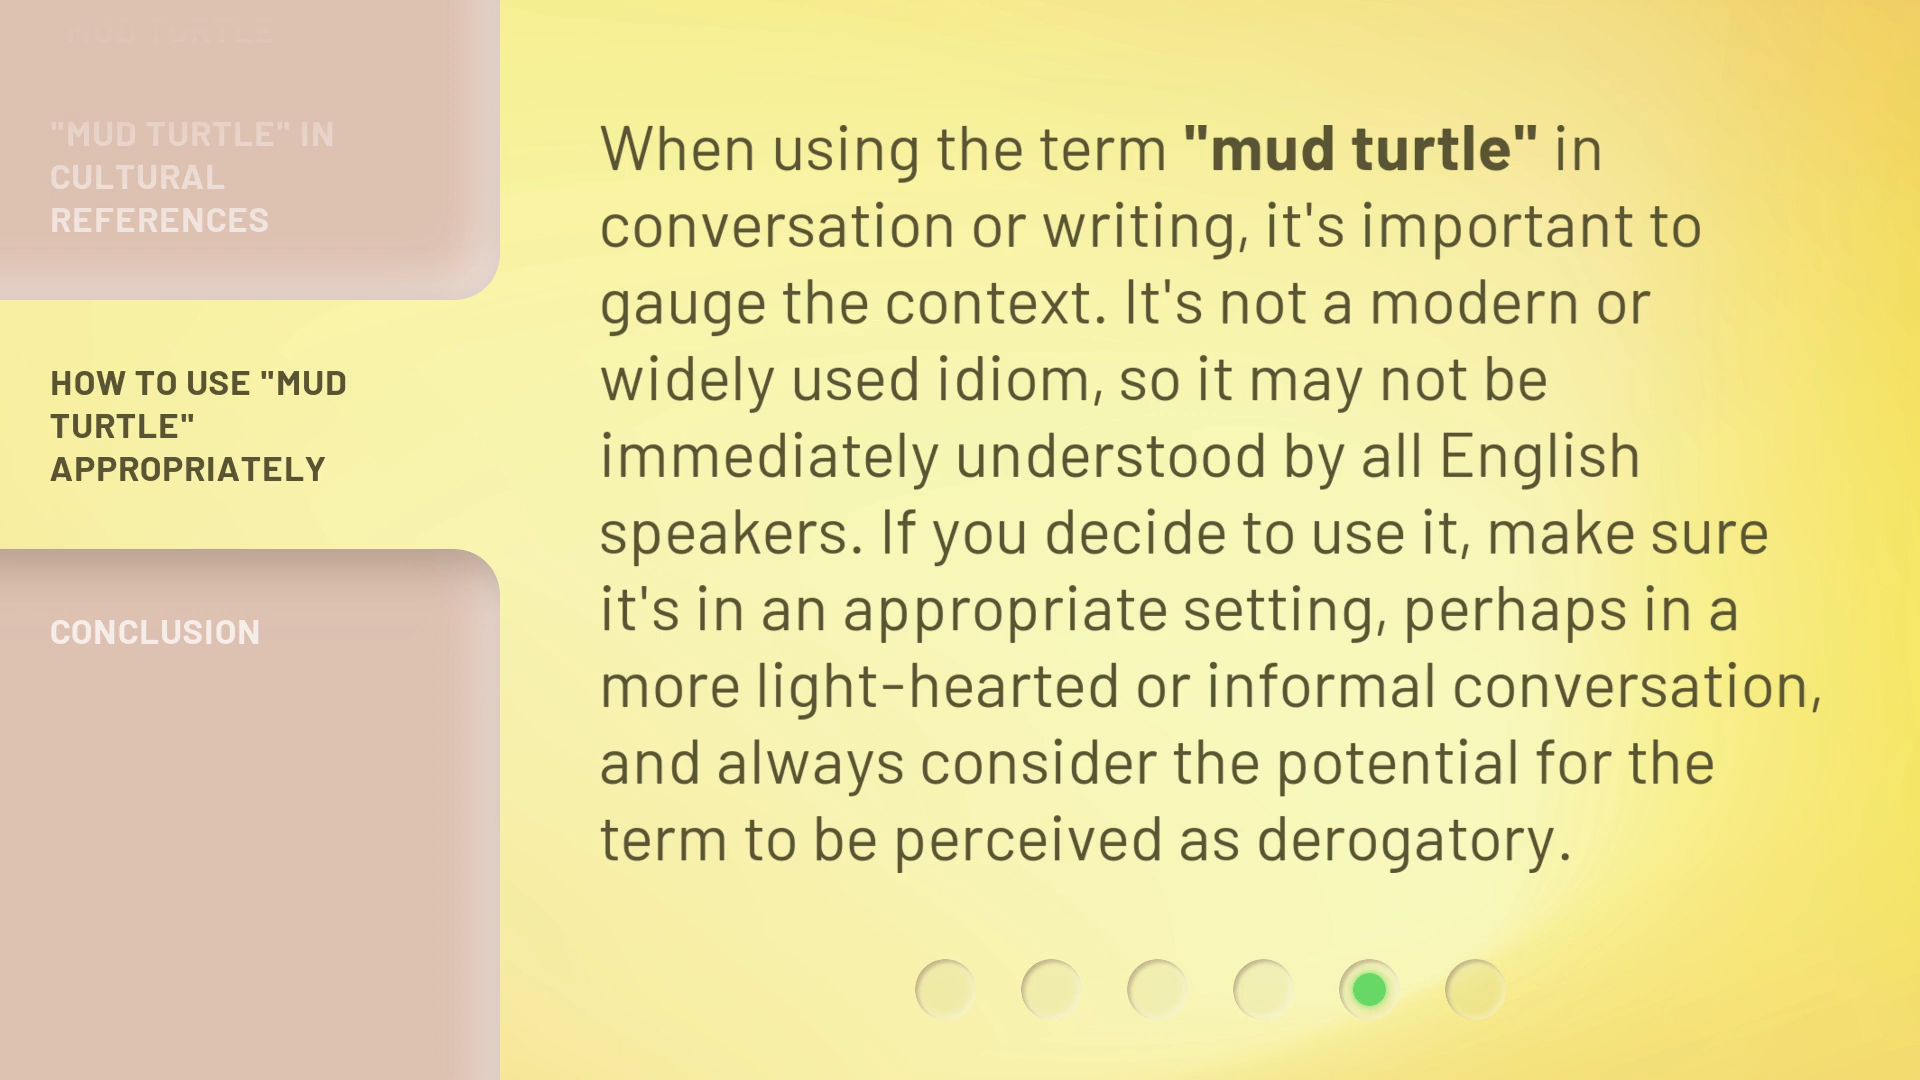 MUD TURTLE
"MUD TURTLE" IN
CULTURAL
REFERENCES
HOW TO USE "MUD
TURTLE"
APPROPRIATELY
CONCLUSION
When using the term "mud turtle" in
conversation or writing, it's important to
gauge the context. It's not a modern or
widely used idiom, so it may not be
immediately understood by all English
speakers. If you decide to use it, make sure
it's in an appropriate setting, perhaps in a
more light-hearted or informal conversation,
and always consider the potential for the
term to be perceived as derogatory.